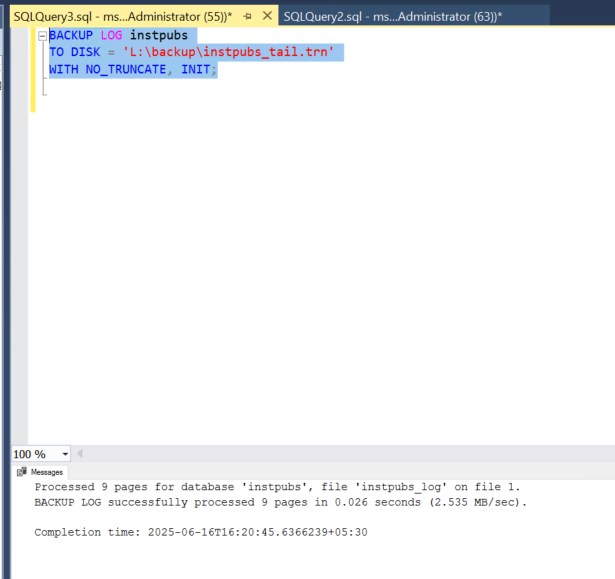 SQLQuery3.sql - ms...Administrator (55))* SQLQuery2.sql - ms...Administrator (63))*
BACKUP LOG instpubs
TO DISK = 'L:\backup\instpubs_tail.trn'
WITH NO_TRUNCATE, INIT;
100 %
Messages
Processed 9 pages for database 'instpubs', file 'instpubs_log' on file 1.
BACKUP LOG successfully processed 9 pages in 0.026 seconds (2.535 MB/sec).
Completion time: 2025-06-16T16:20:45.6366239+05:30